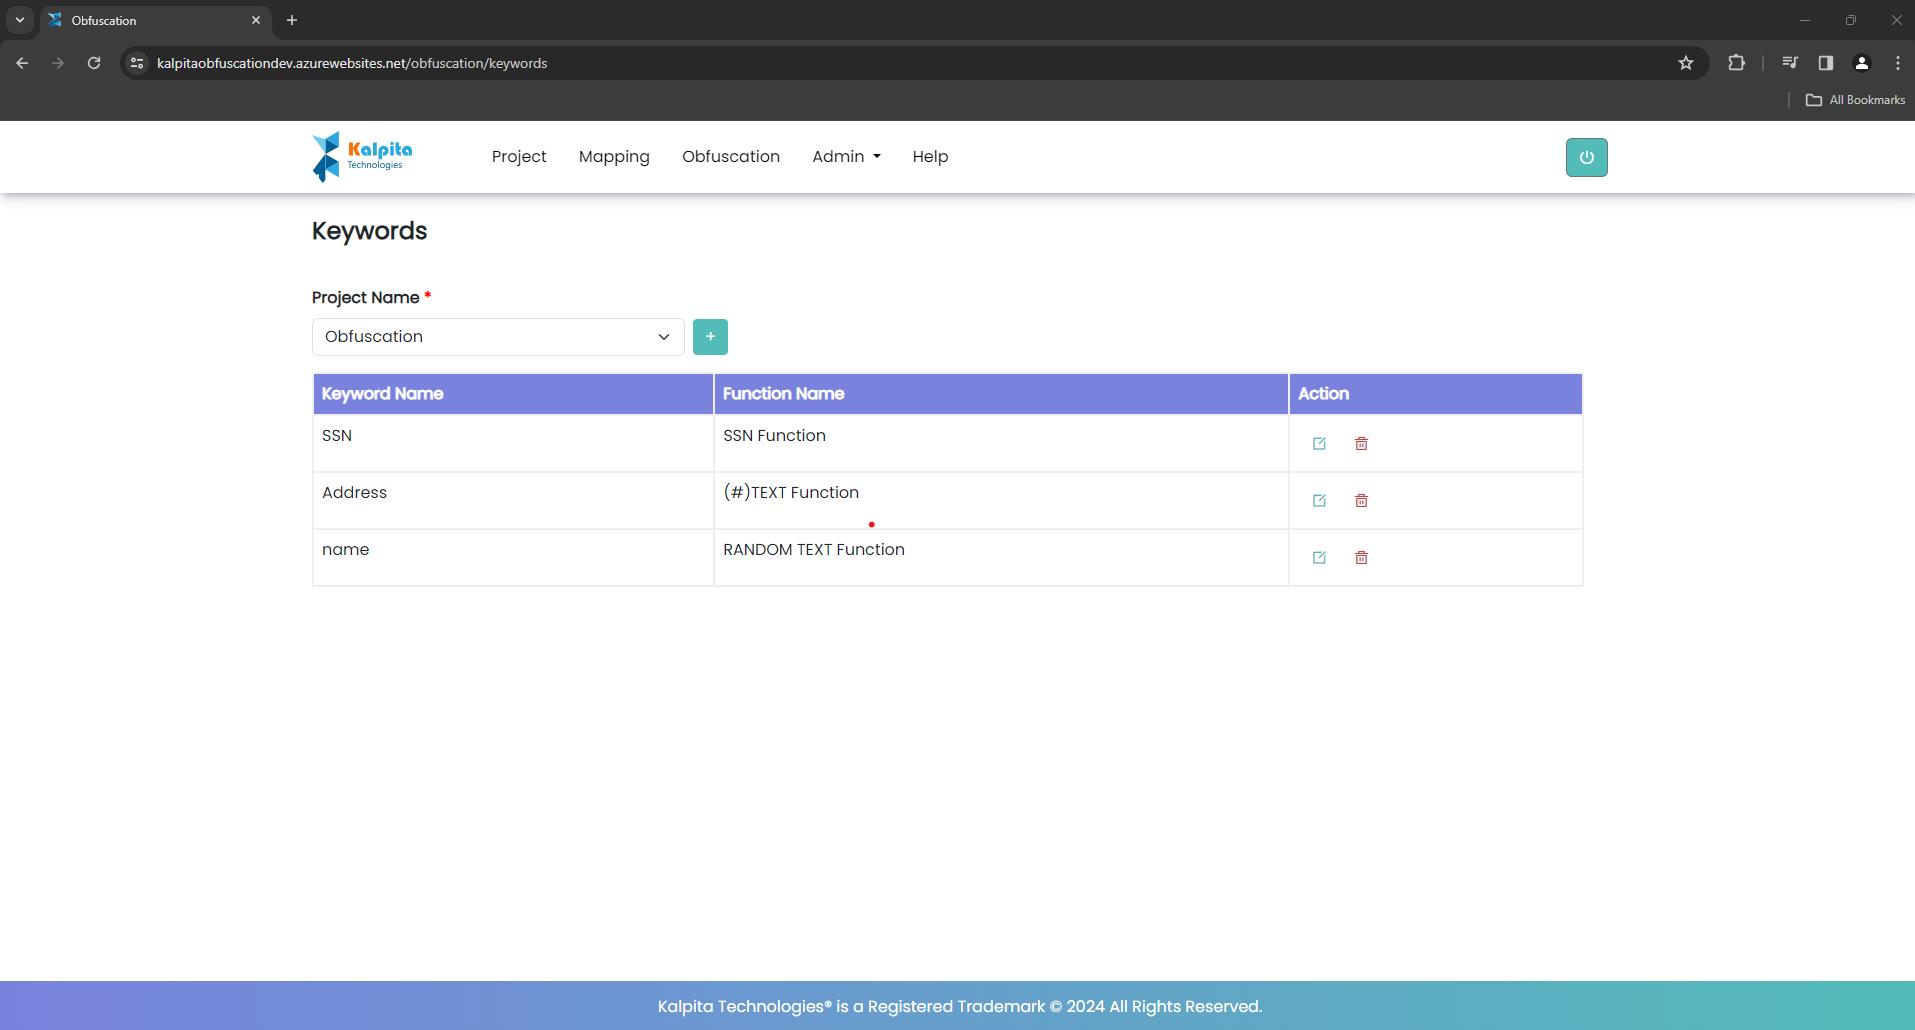 Obfuscation
kalpitaobfuscationdev.azurewebsites.net/obfuscation/keywords
All Bookmarks
Kalpita
Technologies
Project Mapping Obfuscation Admin Help
Keywords
Project Name *
Obfuscation
+
Keyword Name Function Name Action
SSN SSN Function
Address (#)TEXT Function
name RANDOM TEXT Function
Kalpita Technologies® is a Registered Trademark © 2024 All Rights Reserved.